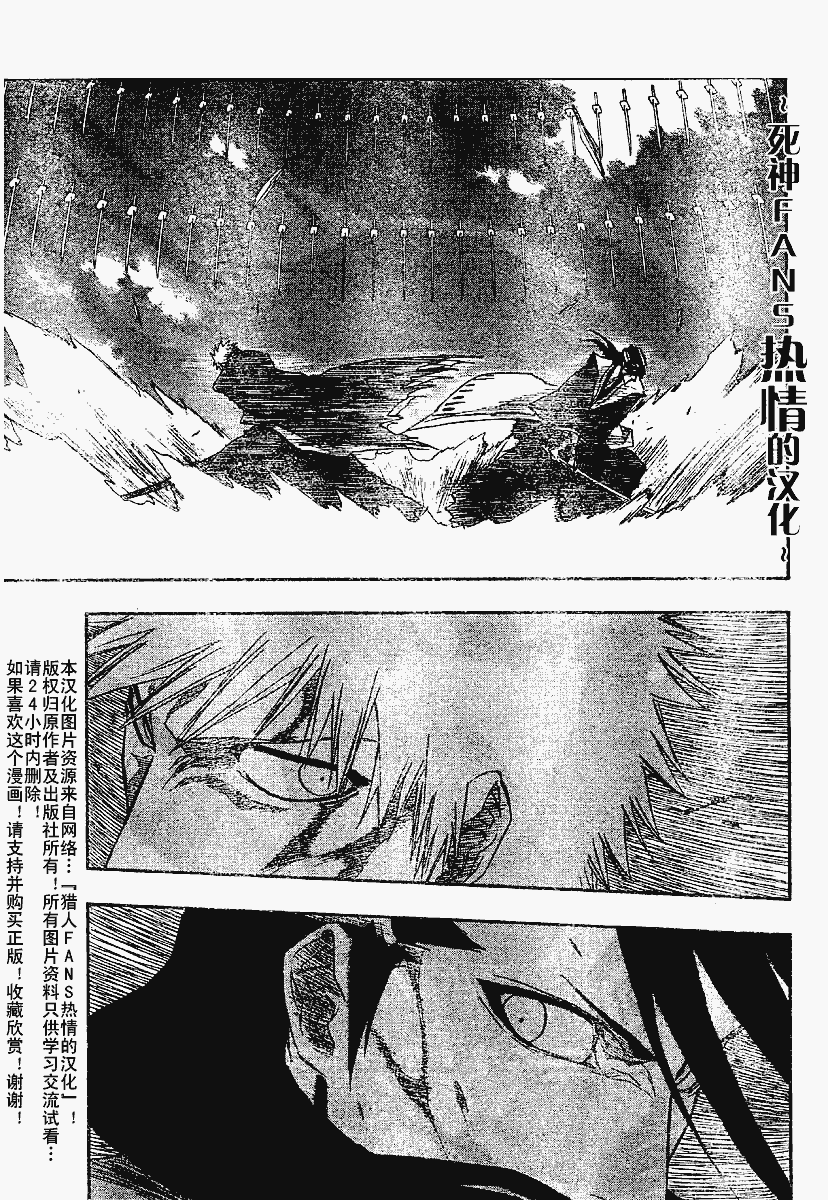 ~死神FANS热情的汉化~
本汉化图片资源来自网络…『猎人FANS热情的汉化』!
版权归原作者及出版社所有!所有图片资料只供学习交流试看…
请24小时内删除!
如果喜欢这个漫画!请支持并购买正版!收藏欣赏!谢谢!